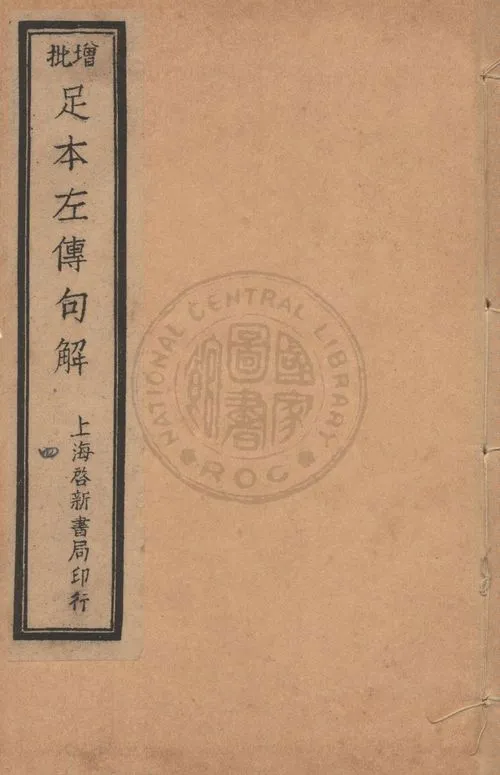 增批
足本左傳句解
上海啓新書局印行
四
NATIONAL CENTRAL LIBRARY
ROC
國家圖書館